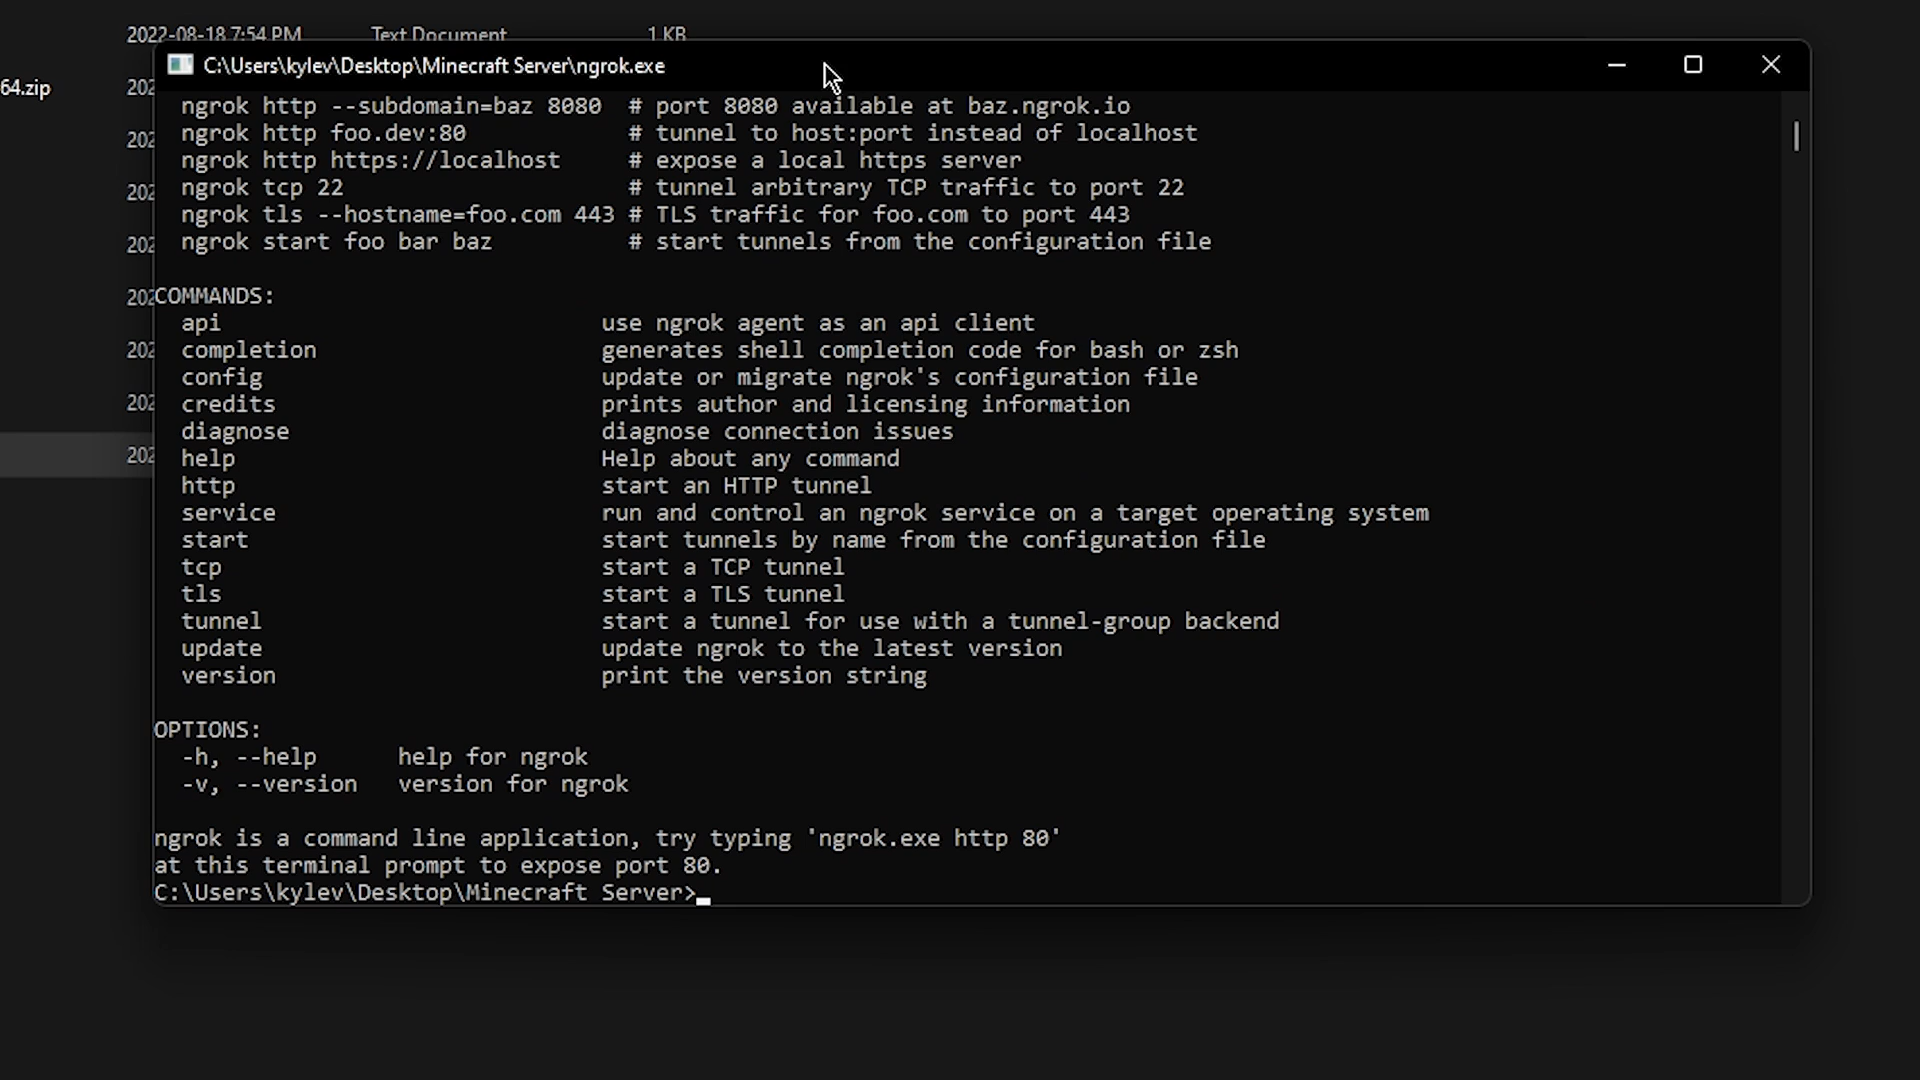 2022-08-18 7:54 PM Text Document 1 KB
C:\Users\kylev\Desktop\Minecraft Server\ngrok.exe
64.zip
ngrok http --subdomain=baz 8080 # port 8080 available at baz.ngrok.io
ngrok http foo.dev:80 # tunnel to host:port instead of localhost
ngrok http https://localhost # expose a local https server
ngrok tcp 22 # tunnel arbitrary TCP traffic to port 22
ngrok tls --hostname=foo.com 443 # TLS traffic for foo.com to port 443
ngrok start foo bar baz # start tunnels from the configuration file
COMMANDS:
api use ngrok agent as an api client
completion generates shell completion code for bash or zsh
config update or migrate ngrok's configuration file
credits prints author and licensing information
diagnose diagnose connection issues
help Help about any command
http start an HTTP tunnel
service run and control an ngrok service on a target operating system
start start tunnels by name from the configuration file
tcp start a TCP tunnel
tls start a TLS tunnel
tunnel start a tunnel for use with a tunnel-group backend
update update ngrok to the latest version
version print the version string
OPTIONS:
-h, --help help for ngrok
-v, --version version for ngrok
ngrok is a command line application, try typing 'ngrok.exe http 80'
at this terminal prompt to expose port 80.
C:\Users\kylev\Desktop\Minecraft Server>